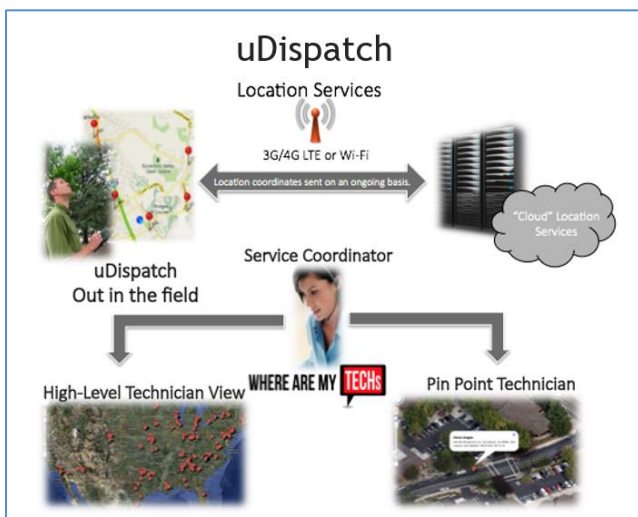 uDispatch
Location Services
3G/4G LTE or Wi-Fi
Location coordinates sent on an ongoing basis.
"Cloud" Location
Services
uDispatch
Out in the field
Service Coordinator
WHERE ARE MY TECHs
High-Level Technician View
Pin Point Technician